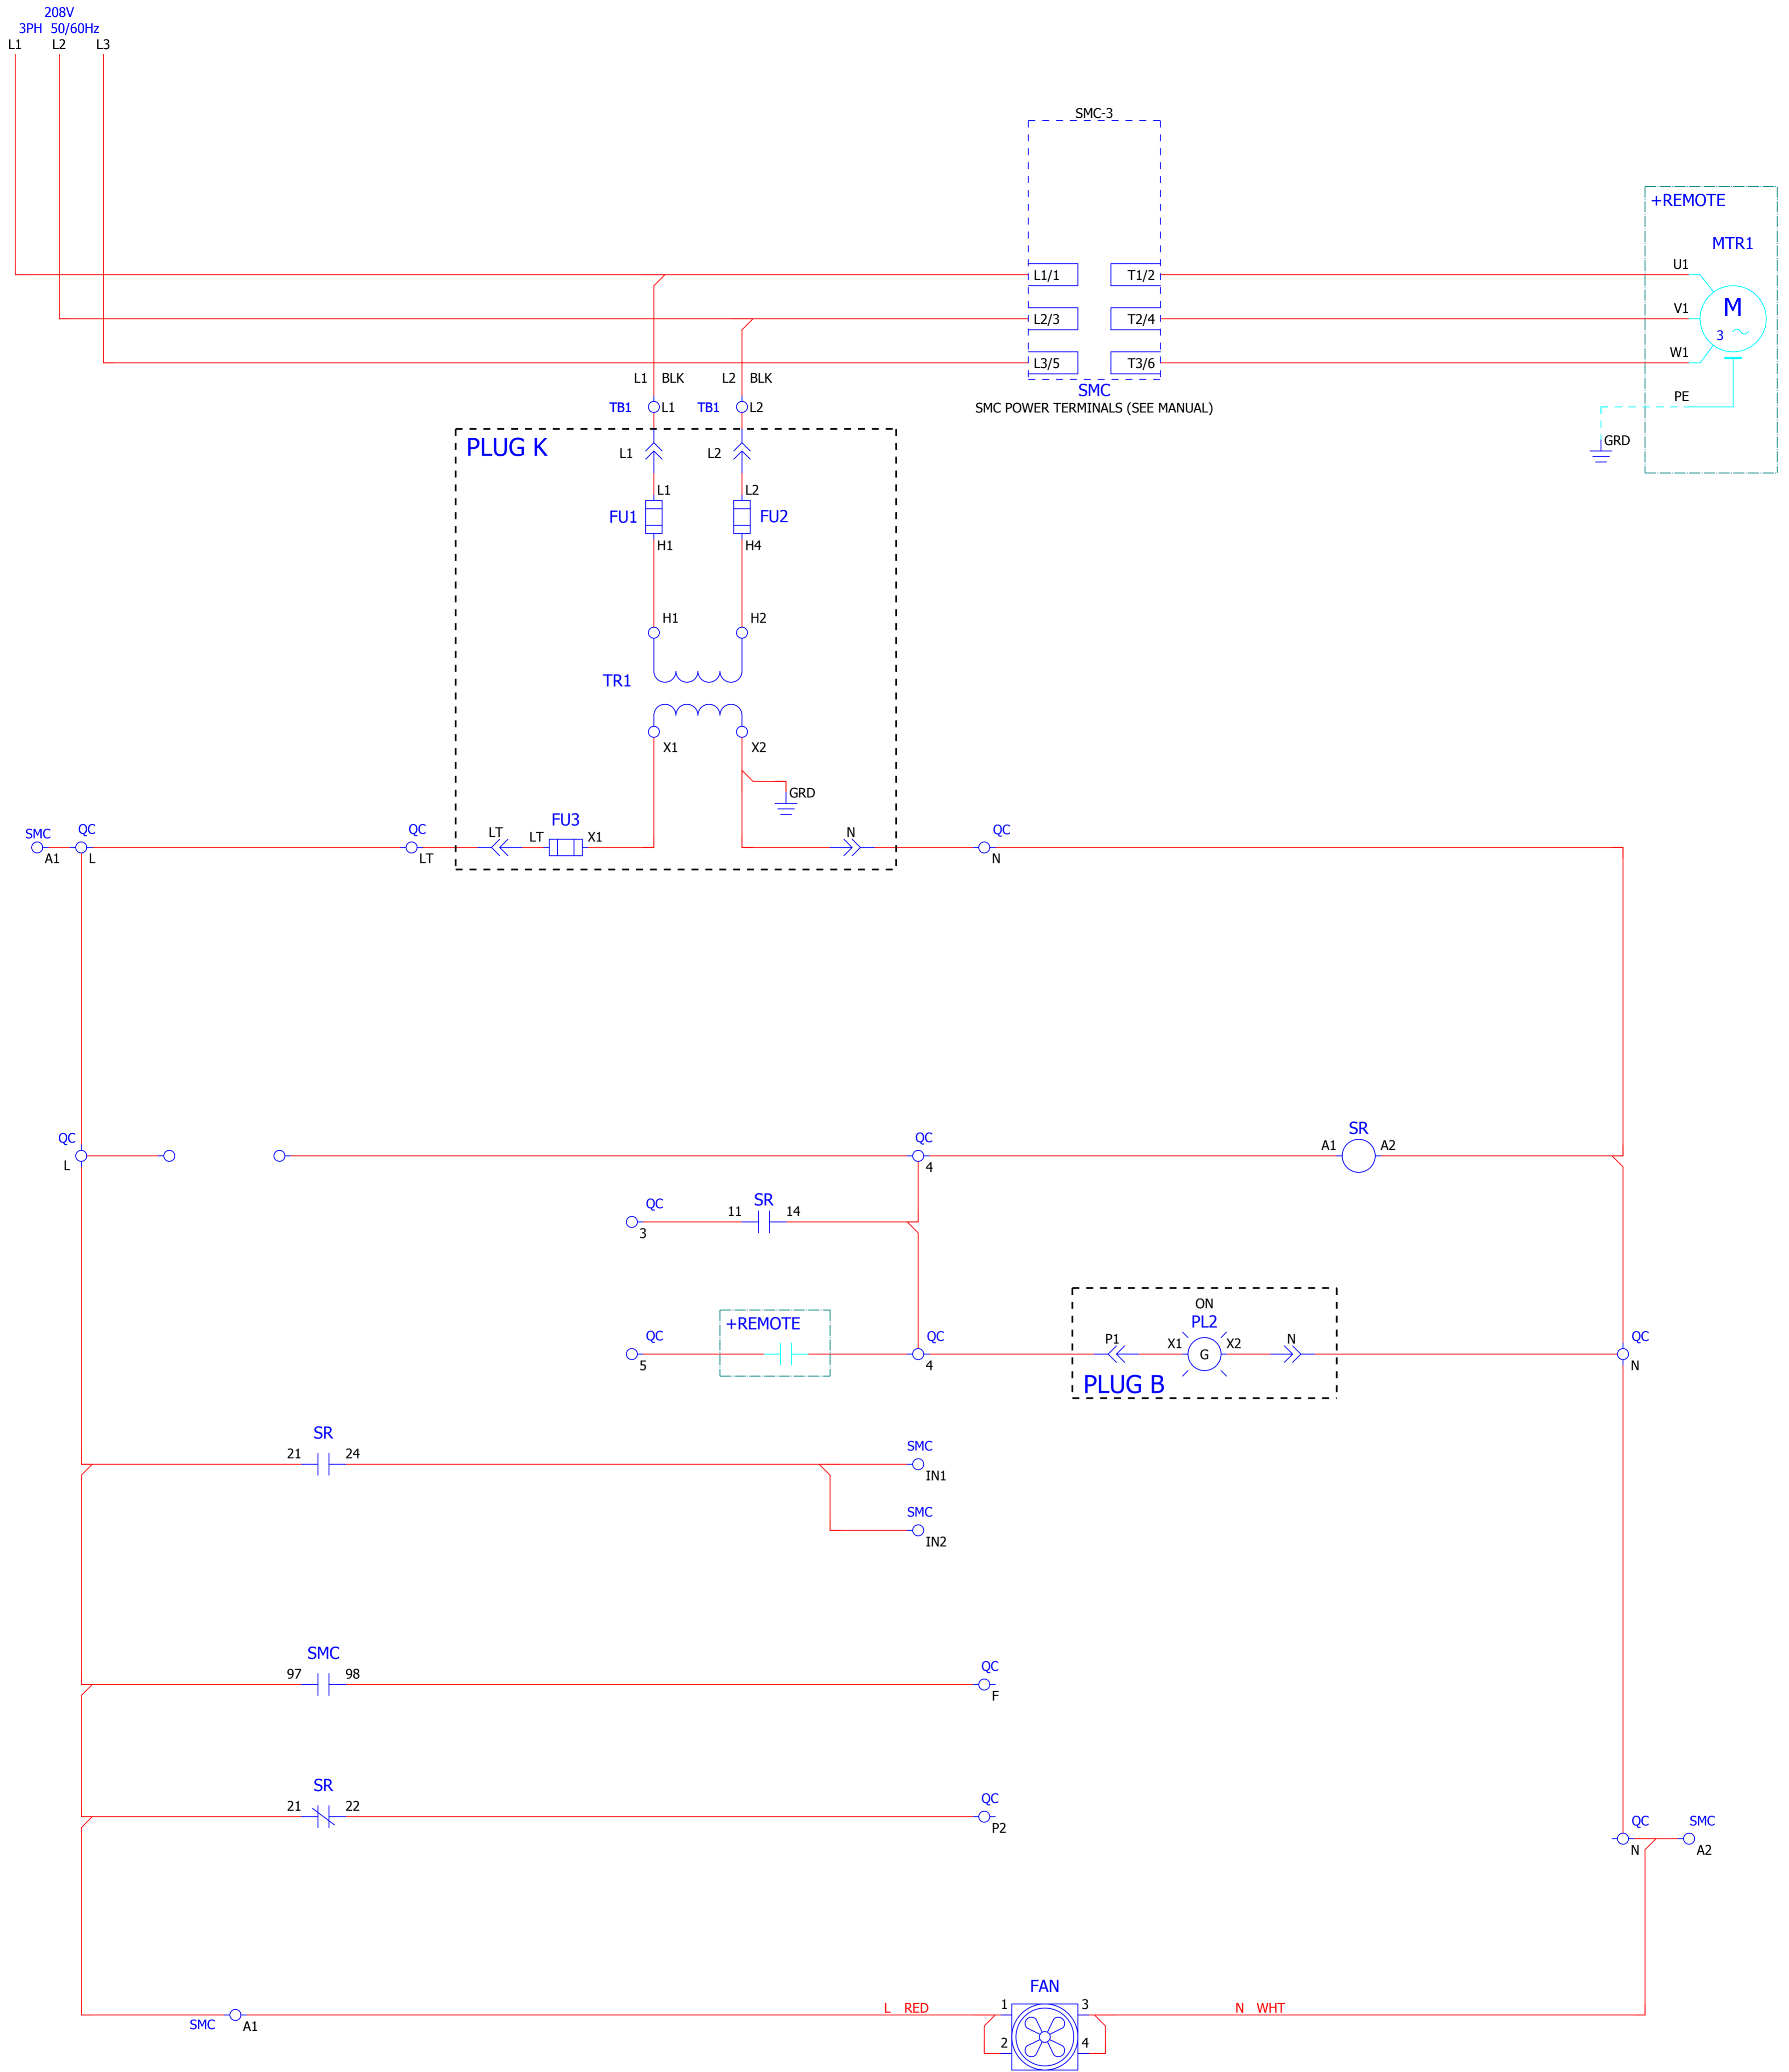 208V
3PH 50/60Hz
L1 L2 L3
SMC-3
+REMOTE
MTR1
U1
L1/1 T1/2
V1 M
L2/3 T2/4
3
W1
L3/5 T3/6
L1 BLK L2 BLK
SMC
PE
TB1 L1 TB1 L2
SMC POWER TERMINALS (SEE MANUAL)
GRD
PLUG K
L1 L2
L1 L2
FU1 FU2
H1 H4
H1 H2
TR1
X1 X2
GRD
FU3
SMC QC QC LT LT X1 N QC
A1 L LT N
QC QC SR
A1 A2
L 4
QC SR
11 14
3
ON
+REMOTE PL2
QC QC P1 X1 X2 N QC
G
5 4 N
PLUG B
SR
21 24 SMC
IN1
SMC
IN2
SMC
97 98 QC
F
SR
21 22 QC
P2
QC SMC
N A2
FAN
L RED 1 3 N WHT
SMC A1
2 4